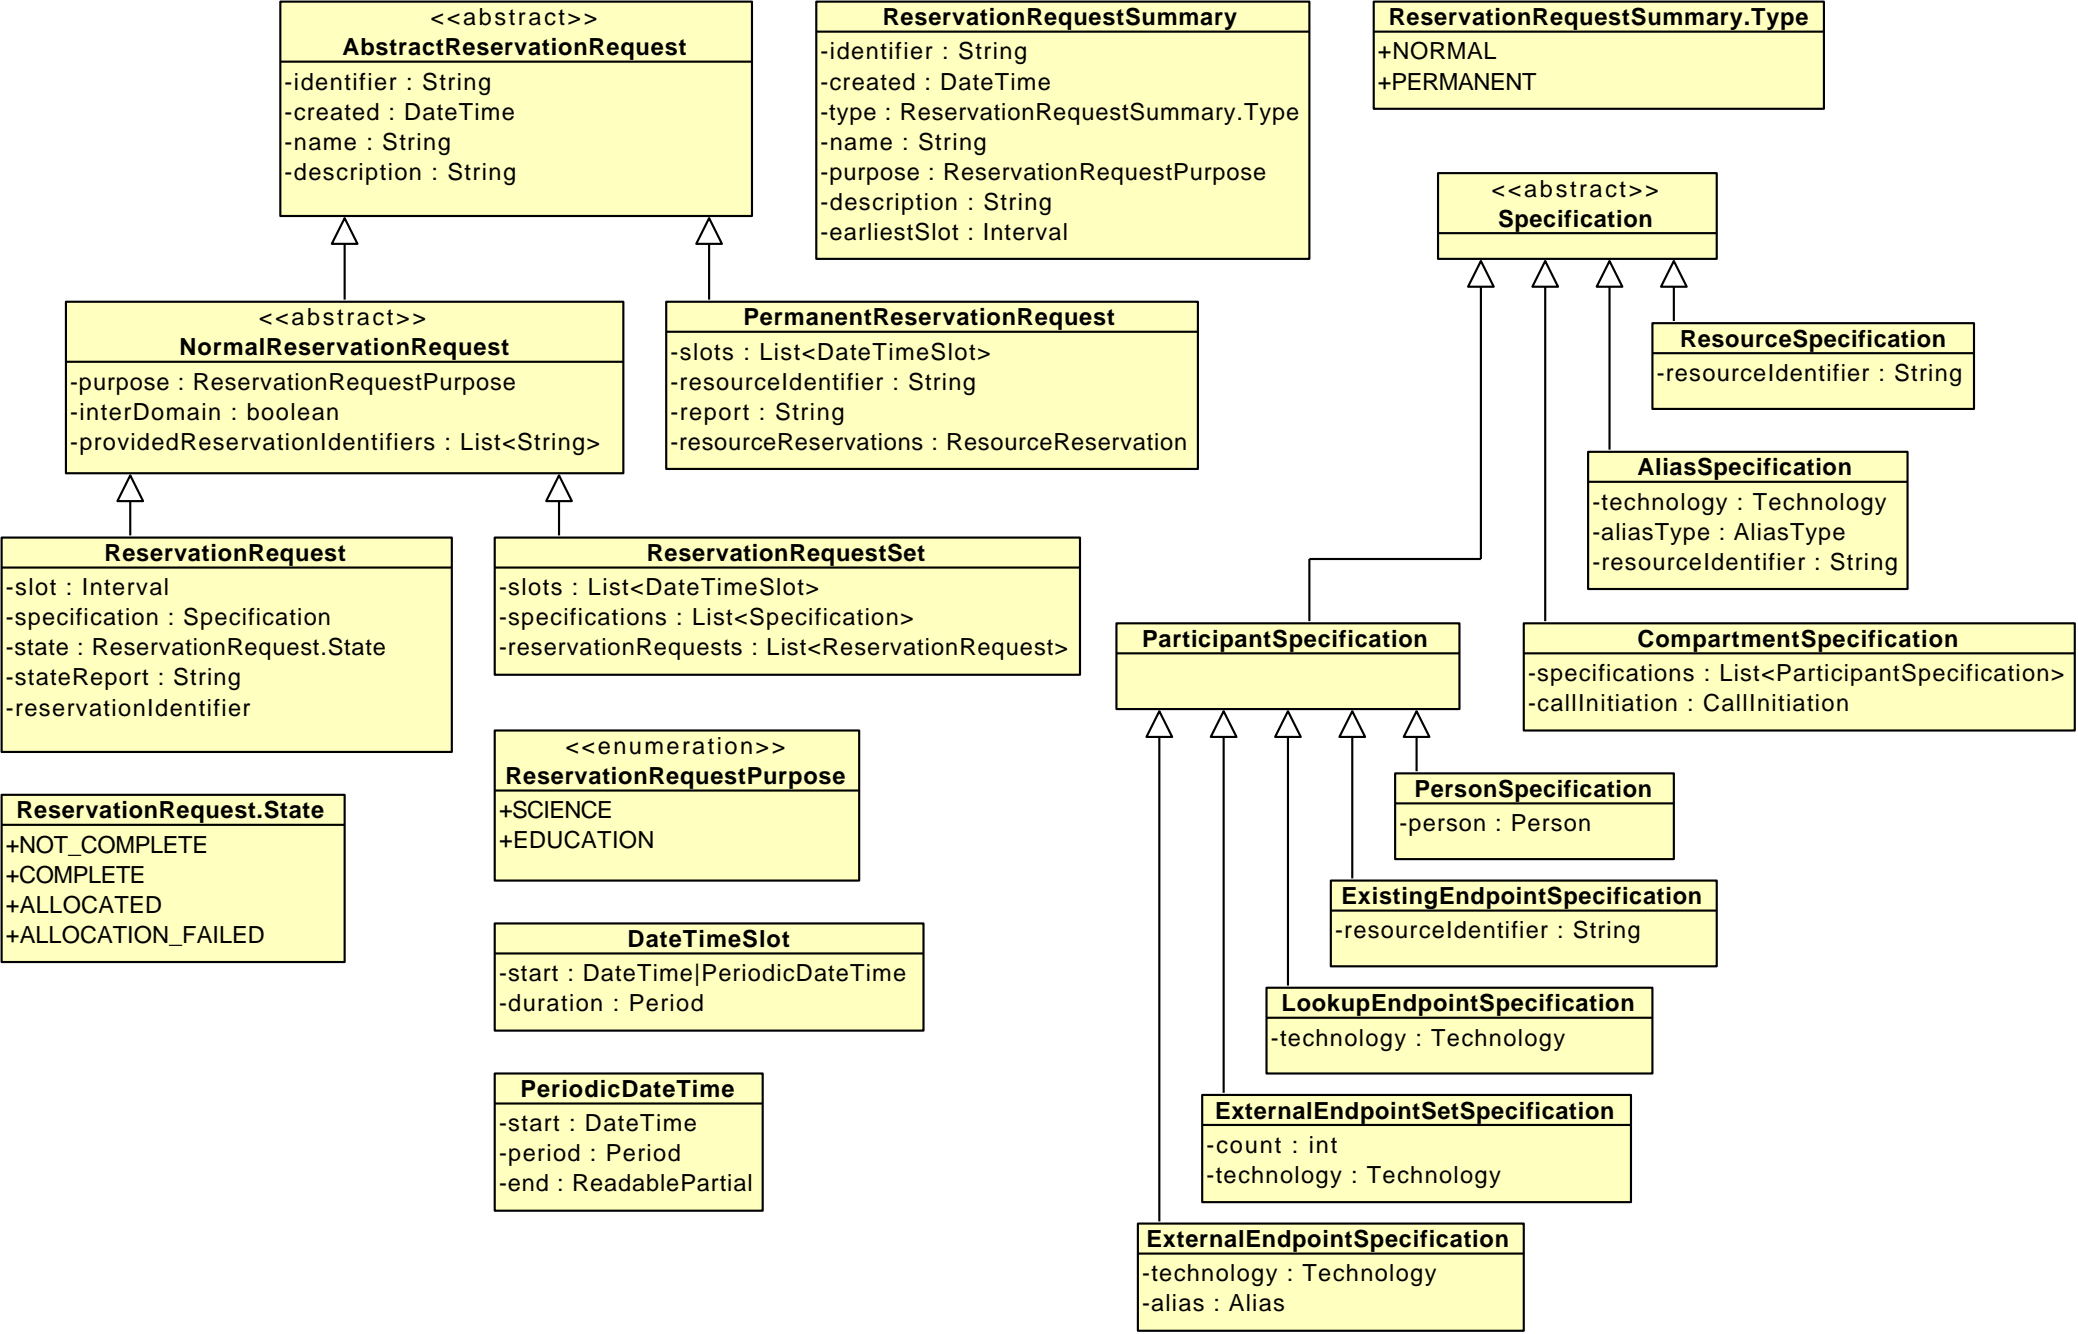 <<abstract>>
AbstractReservationRequest
-identifier : String
-created : DateTime
-name : String
-description : String
ReservationRequestSummary
-identifier : String
-created : DateTime
-type : ReservationRequestSummary.Type
-name : String
-purpose : ReservationRequestPurpose
-description : String
-earliestSlot : Interval
ReservationRequestSummary.Type
+NORMAL
+PERMANENT
<<abstract>>
Specification
<<abstract>>
NormalReservationRequest
-purpose : ReservationRequestPurpose
-interDomain : boolean
-providedReservationIdentifiers : List<String>
PermanentReservationRequest
-slots : List<DateTimeSlot>
-resourceIdentifier : String
-report : String
-resourceReservations : ResourceReservation
ResourceSpecification
-resourceIdentifier : String
AliasSpecification
-technology : Technology
-aliasType : AliasType
-resourceIdentifier : String
ReservationRequest
-slot : Interval
-specification : Specification
-state : ReservationRequest.State
-stateReport : String
-reservationIdentifier
ReservationRequestSet
-slots : List<DateTimeSlot>
-specifications : List<Specification>
-reservationRequests : List<ReservationRequest>
ParticipantSpecification
CompartmentSpecification
-specifications : List<ParticipantSpecification>
-callInitiation : CallInitiation
<<enumeration>>
ReservationRequestPurpose
+SCIENCE
+EDUCATION
PersonSpecification
-person : Person
ReservationRequest.State
+NOT_COMPLETE
+COMPLETE
+ALLOCATED
+ALLOCATION_FAILED
ExistingEndpointSpecification
-resourceIdentifier : String
DateTimeSlot
-start : DateTime|PeriodicDateTime
-duration : Period
LookupEndpointSpecification
-technology : Technology
PeriodicDateTime
-start : DateTime
-period : Period
-end : ReadablePartial
ExternalEndpointSetSpecification
-count : int
-technology : Technology
ExternalEndpointSpecification
-technology : Technology
-alias : Alias